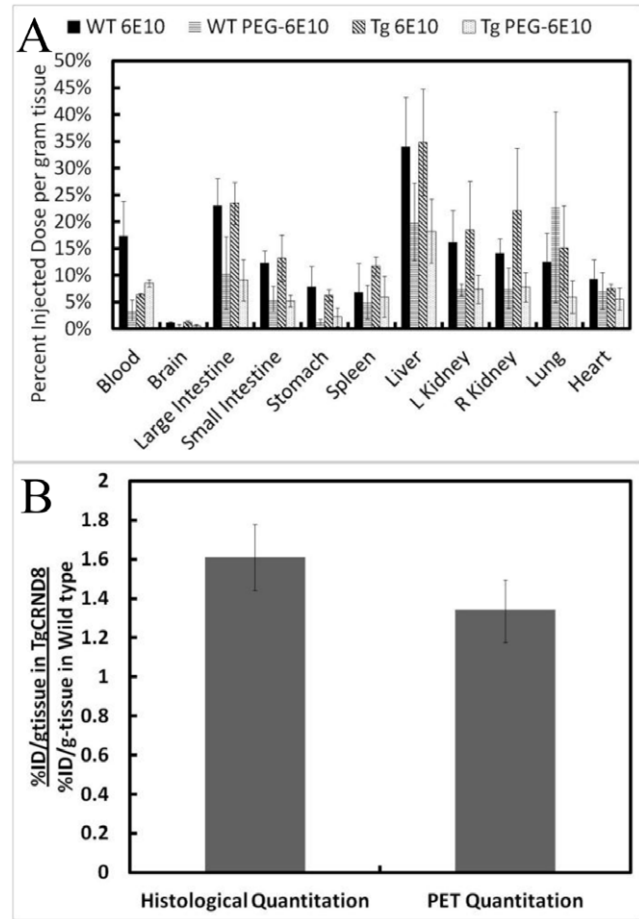 A
WT 6E10 WT PEG-6E10 Tg 6E10 Tg PEG-6E10
Percent Injected Dose per gram tissue
50%
45%
40%
35%
30%
25%
20%
15%
10%
5%
0%
Blood
Brain
Large Intestine
Small Intestine
Stomach
Spleen
Liver
L Kidney
R Kidney
Lung
Heart
B
%ID/gtissue in TgCRND8
%ID/g-tissue in Wild type
2
1.8
1.6
1.4
1.2
1
0.8
0.6
0.4
0.2
0
Histological Quantitation PET Quantitation